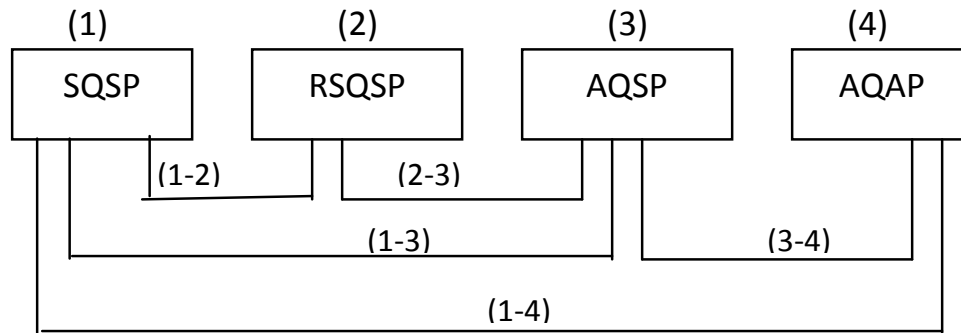 (1) (2) (3) (4)
SQSP RSQSP AQSP AQAP
(1-2) (2-3)
(1-3) (3-4)
(1-4)